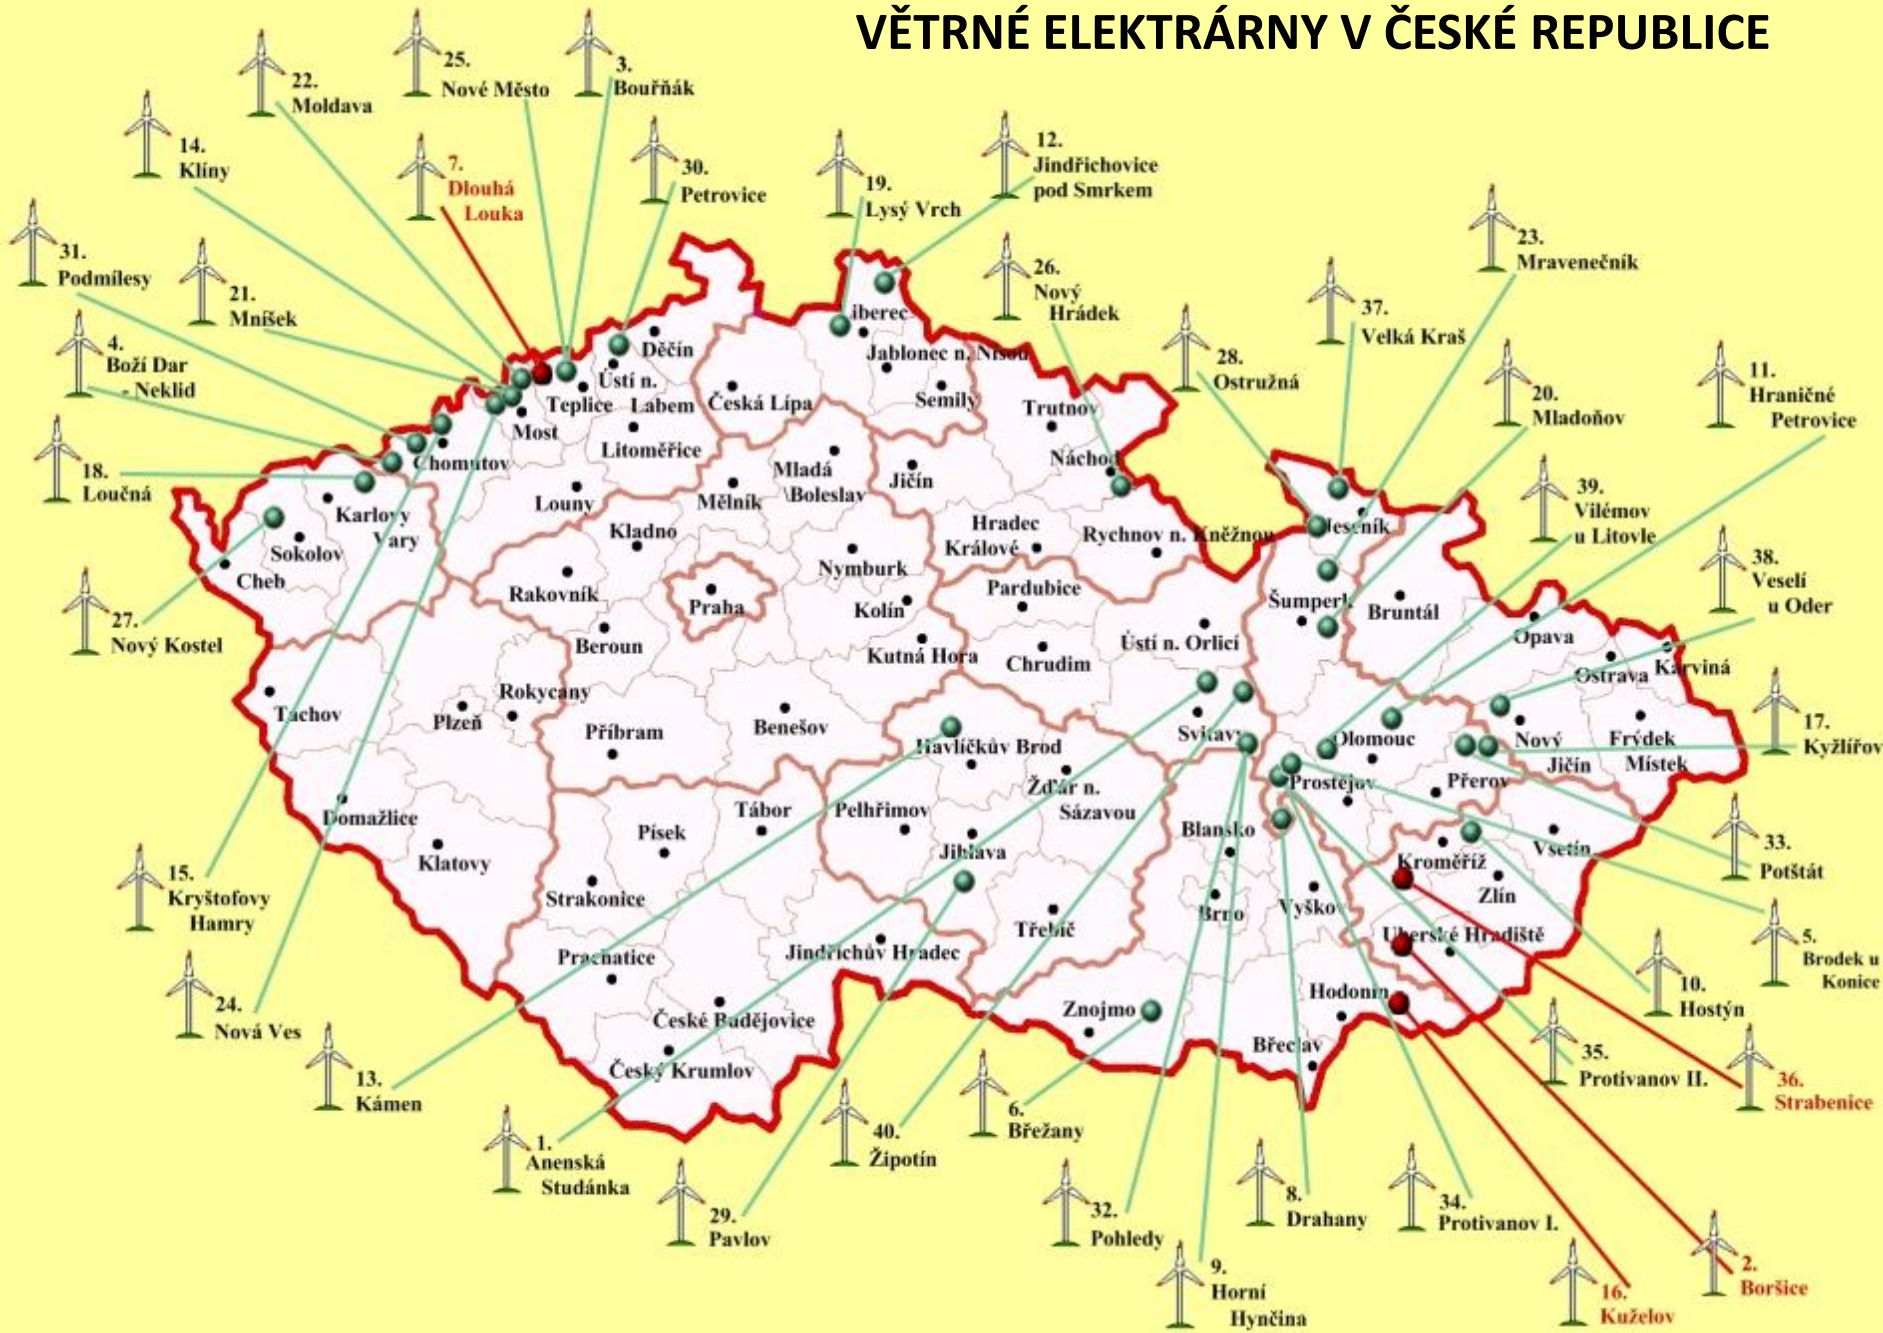 VĚTRNÉ ELEKTRÁRNY V ČESKÉ REPUBLICE
25.
Nové Město
3.
Bouřňák
22.
Moldava
14.
Klíny
7.
Dlouhá
Louka
30.
Petrovice
19.
Lysý Vrch
12.
Jindřichovice
pod Smrkem
31.
Podmílesy
21.
Mníšek
26.
Nový
Hrádek
23.
Mravenečník
4.
Boží Dar
- Neklid
28.
Ostružná
37.
Velká Kraš
20.
Mladoňov
11.
Hraničné
Petrovice
18.
Loučná
39.
Vilémov
u Litovle
38.
Veselí
u Oder
27.
Nový Kostel
17.
Kyžlířov
15.
Kryštofovy
Hamry
33.
Potštát
24.
Nová Ves
5.
Brodek u
Konice
10.
Hostýn
13.
Kámen
35.
Protivanov II.
36.
Strabenice
1.
Anenská
Studánka
40.
Žipotín
6.
Břežany
29.
Pavlov
32.
Pohledy
8.
Drahany
34.
Protivanov I.
9.
Horní
Hynčina
16.
Kuželov
2.
Boršice
Děčín
Ústí n.
Labem
Teplice
Most
Litoměřice
Chomutov
Louny
Česká Lípa
iberec
Jablonec n. Nisou
Semily
Trutnov
Náchod
Jičín
Mladá
Boleslav
Mělník
Karlovy
Vary
Sokolov
Cheb
Kladno
Rakovník
Praha
Beroun
Nymburk
Kolín
Kutná Hora
Hradec
Králové
Rychnov n. Kněžnou
Pardubice
Chrudim
Ústí n. Orlicí
Svitavy
Jeseník
Šumperk
Bruntál
Opava
Ostrava
Karviná
Tachov
Plzeň
Rokycany
Příbram
Benešov
Havlíčkův Brod
Žďár n.
Sázavou
Olomouc
Prostějov
Přerov
Nový
Jičín
Frýdek
Místek
Domažlice
Klatovy
Písek
Tábor
Pelhřimov
Jihlava
Blansko
Kroměříž
Vsetín
Zlín
Strakonice
Prachatice
Jindřichův Hradec
Třebíč
Brno
Vyškov
Uherské Hradiště
České Budějovice
Český Krumlov
Znojmo
Hodonín
Břeclav